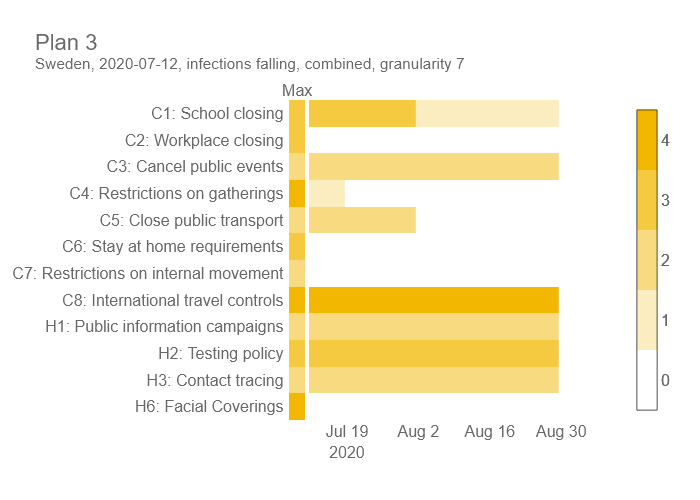 Plan 3
Sweden, 2020-07-12, infections falling, combined, granularity 7
Max
C1: School closing
C2: Workplace closing
C3: Cancel public events
C4: Restrictions on gatherings
C5: Close public transport
C6: Stay at home requirements
C7: Restrictions on internal movement
C8: International travel controls
H1: Public information campaigns
H2: Testing policy
H3: Contact tracing
H6: Facial Coverings
Jul 19 Aug 2 Aug 16 Aug 30
2020
4
3
2
1
0